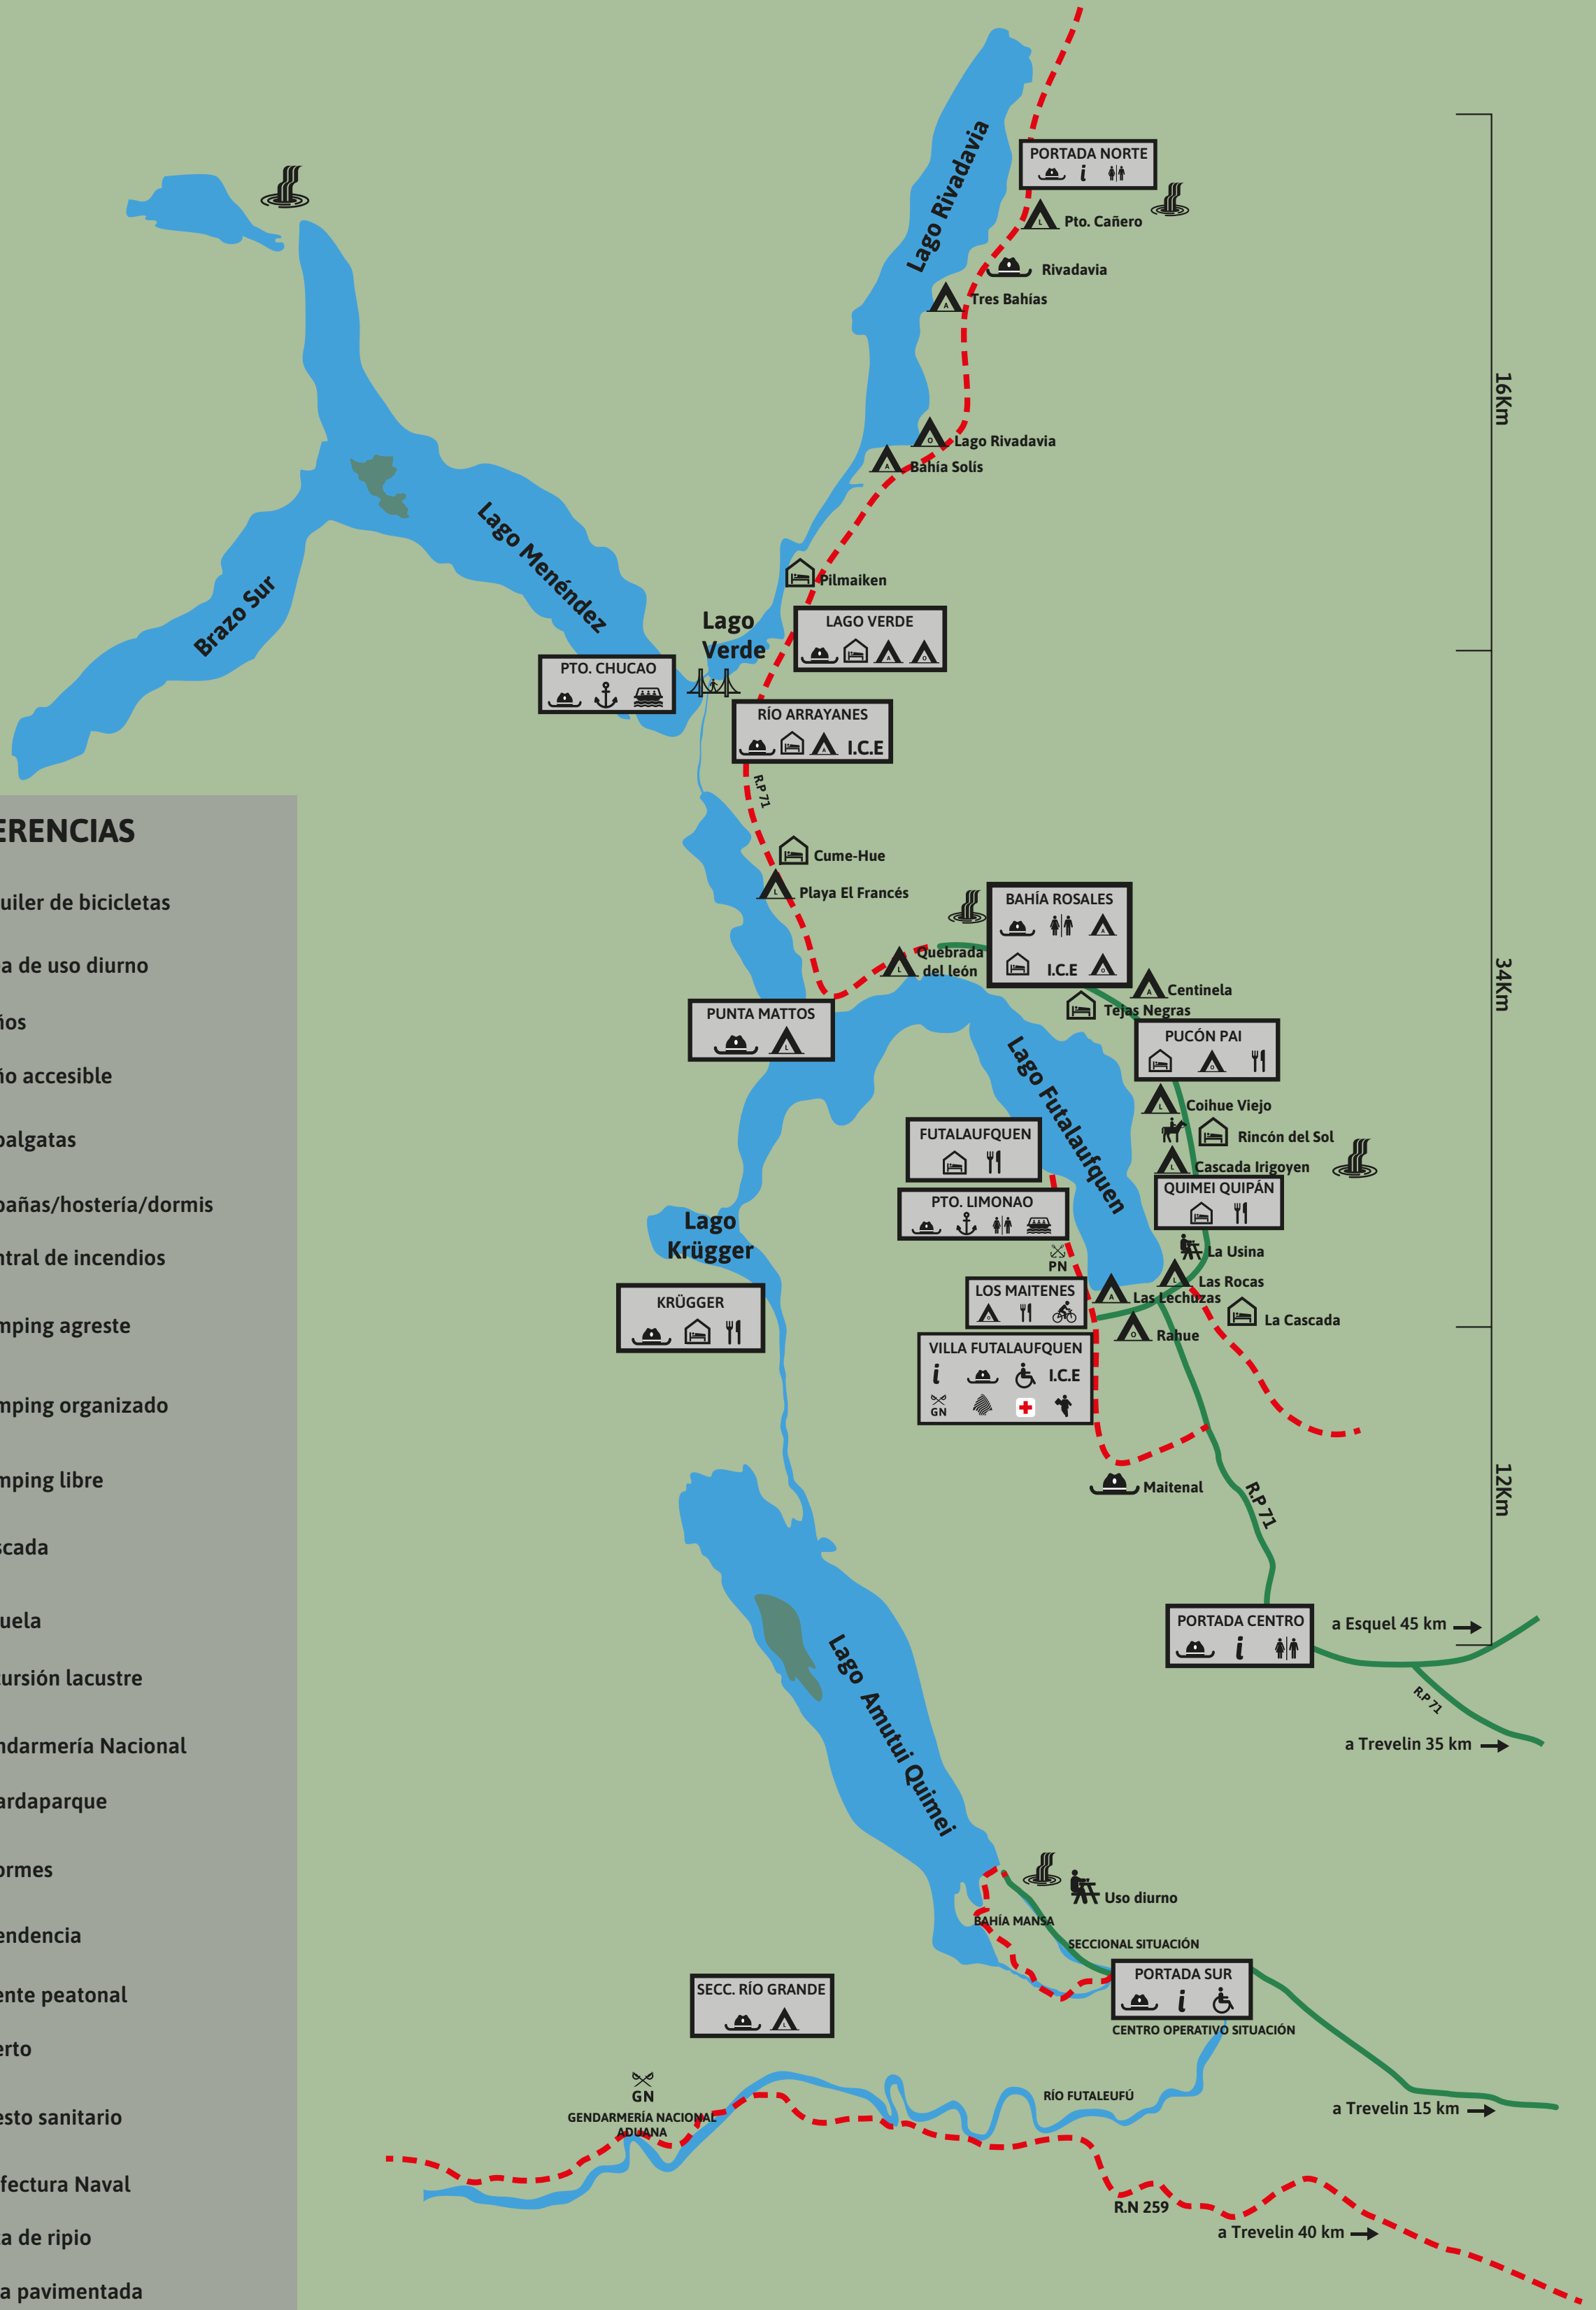 Lago Rivadavia
PORTADA NORTE
i
L
Pto. Cañero
Rivadavia
A
Tres Bahías
16Km
O
Lago Rivadavia
A
Bahía Solís
Lago Menéndez
Brazo Sur
Pilmaiken
Lago
Verde
LAGO VERDE
A
O
PTO. CHUCAO
RÍO ARRAYANES
A
I.C.E
R.P 71
ERENCIAS
uiler de bicicletas
a de uso diurno
ños
ño accesible
balgatas
bañas/hostería/dormis
ntral de incendios
mping agreste
mping organizado
mping libre
scada
uela
cursión lacustre
ndarmería Nacional
ardaparque
ormes
endencia
ente peatonal
erto
esto sanitario
fectura Naval
ta de ripio
a pavimentada
Cume-Hue
L
Playa El Francés
BAHÍA ROSALES
A
I.C.E
O
L
Quebrada
del león
A
Centinela
Tejas Negras
34Km
PUNTA MATTOS
L
PUCÓN PAI
O
Lago Futalaufquen
L
Coihue Viejo
Rincón del Sol
L
Cascada Irigoyen
FUTALAUFQUEN
QUIMEI QUIPÁN
PTO. LIMONAO
PN
Lago
Krügger
La Usina
L
Las Rocas
KRÜGGER
LOS MAITENES
O
A
Las Lechuzas
La Cascada
O
Rahue
VILLA FUTALAUFQUEN
i
I.C.E
GN
Maitenal
R.P 71
12Km
PORTADA CENTRO
i
a Esquel 45 km
R.P 71
a Trevelin 35 km
Lago Amutui Quimei
Uso diurno
BAHÍA MANSA
SECCIONAL SITUACIÓN
PORTADA SUR
i
CENTRO OPERATIVO SITUACIÓN
SECC. RÍO GRANDE
L
GN
GENDARMERÍA NACIONAL
ADUANA
RÍO FUTALEUFÚ
a Trevelin 15 km
R.N 259
a Trevelin 40 km